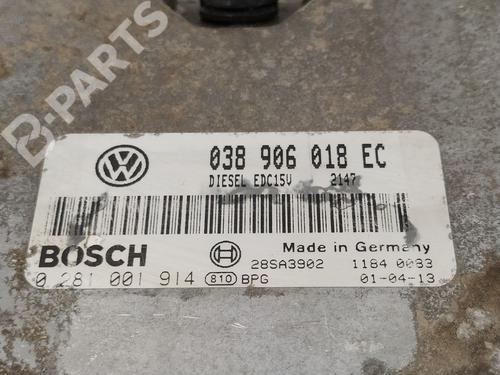 B-PARTS
B-PARTS
038 906 018 EC
DIESEL EDC15V 2147
BOSCH
Made in Germany
28SA3902 1184 0083
0 281 001 914 810 BPG 01-04-13